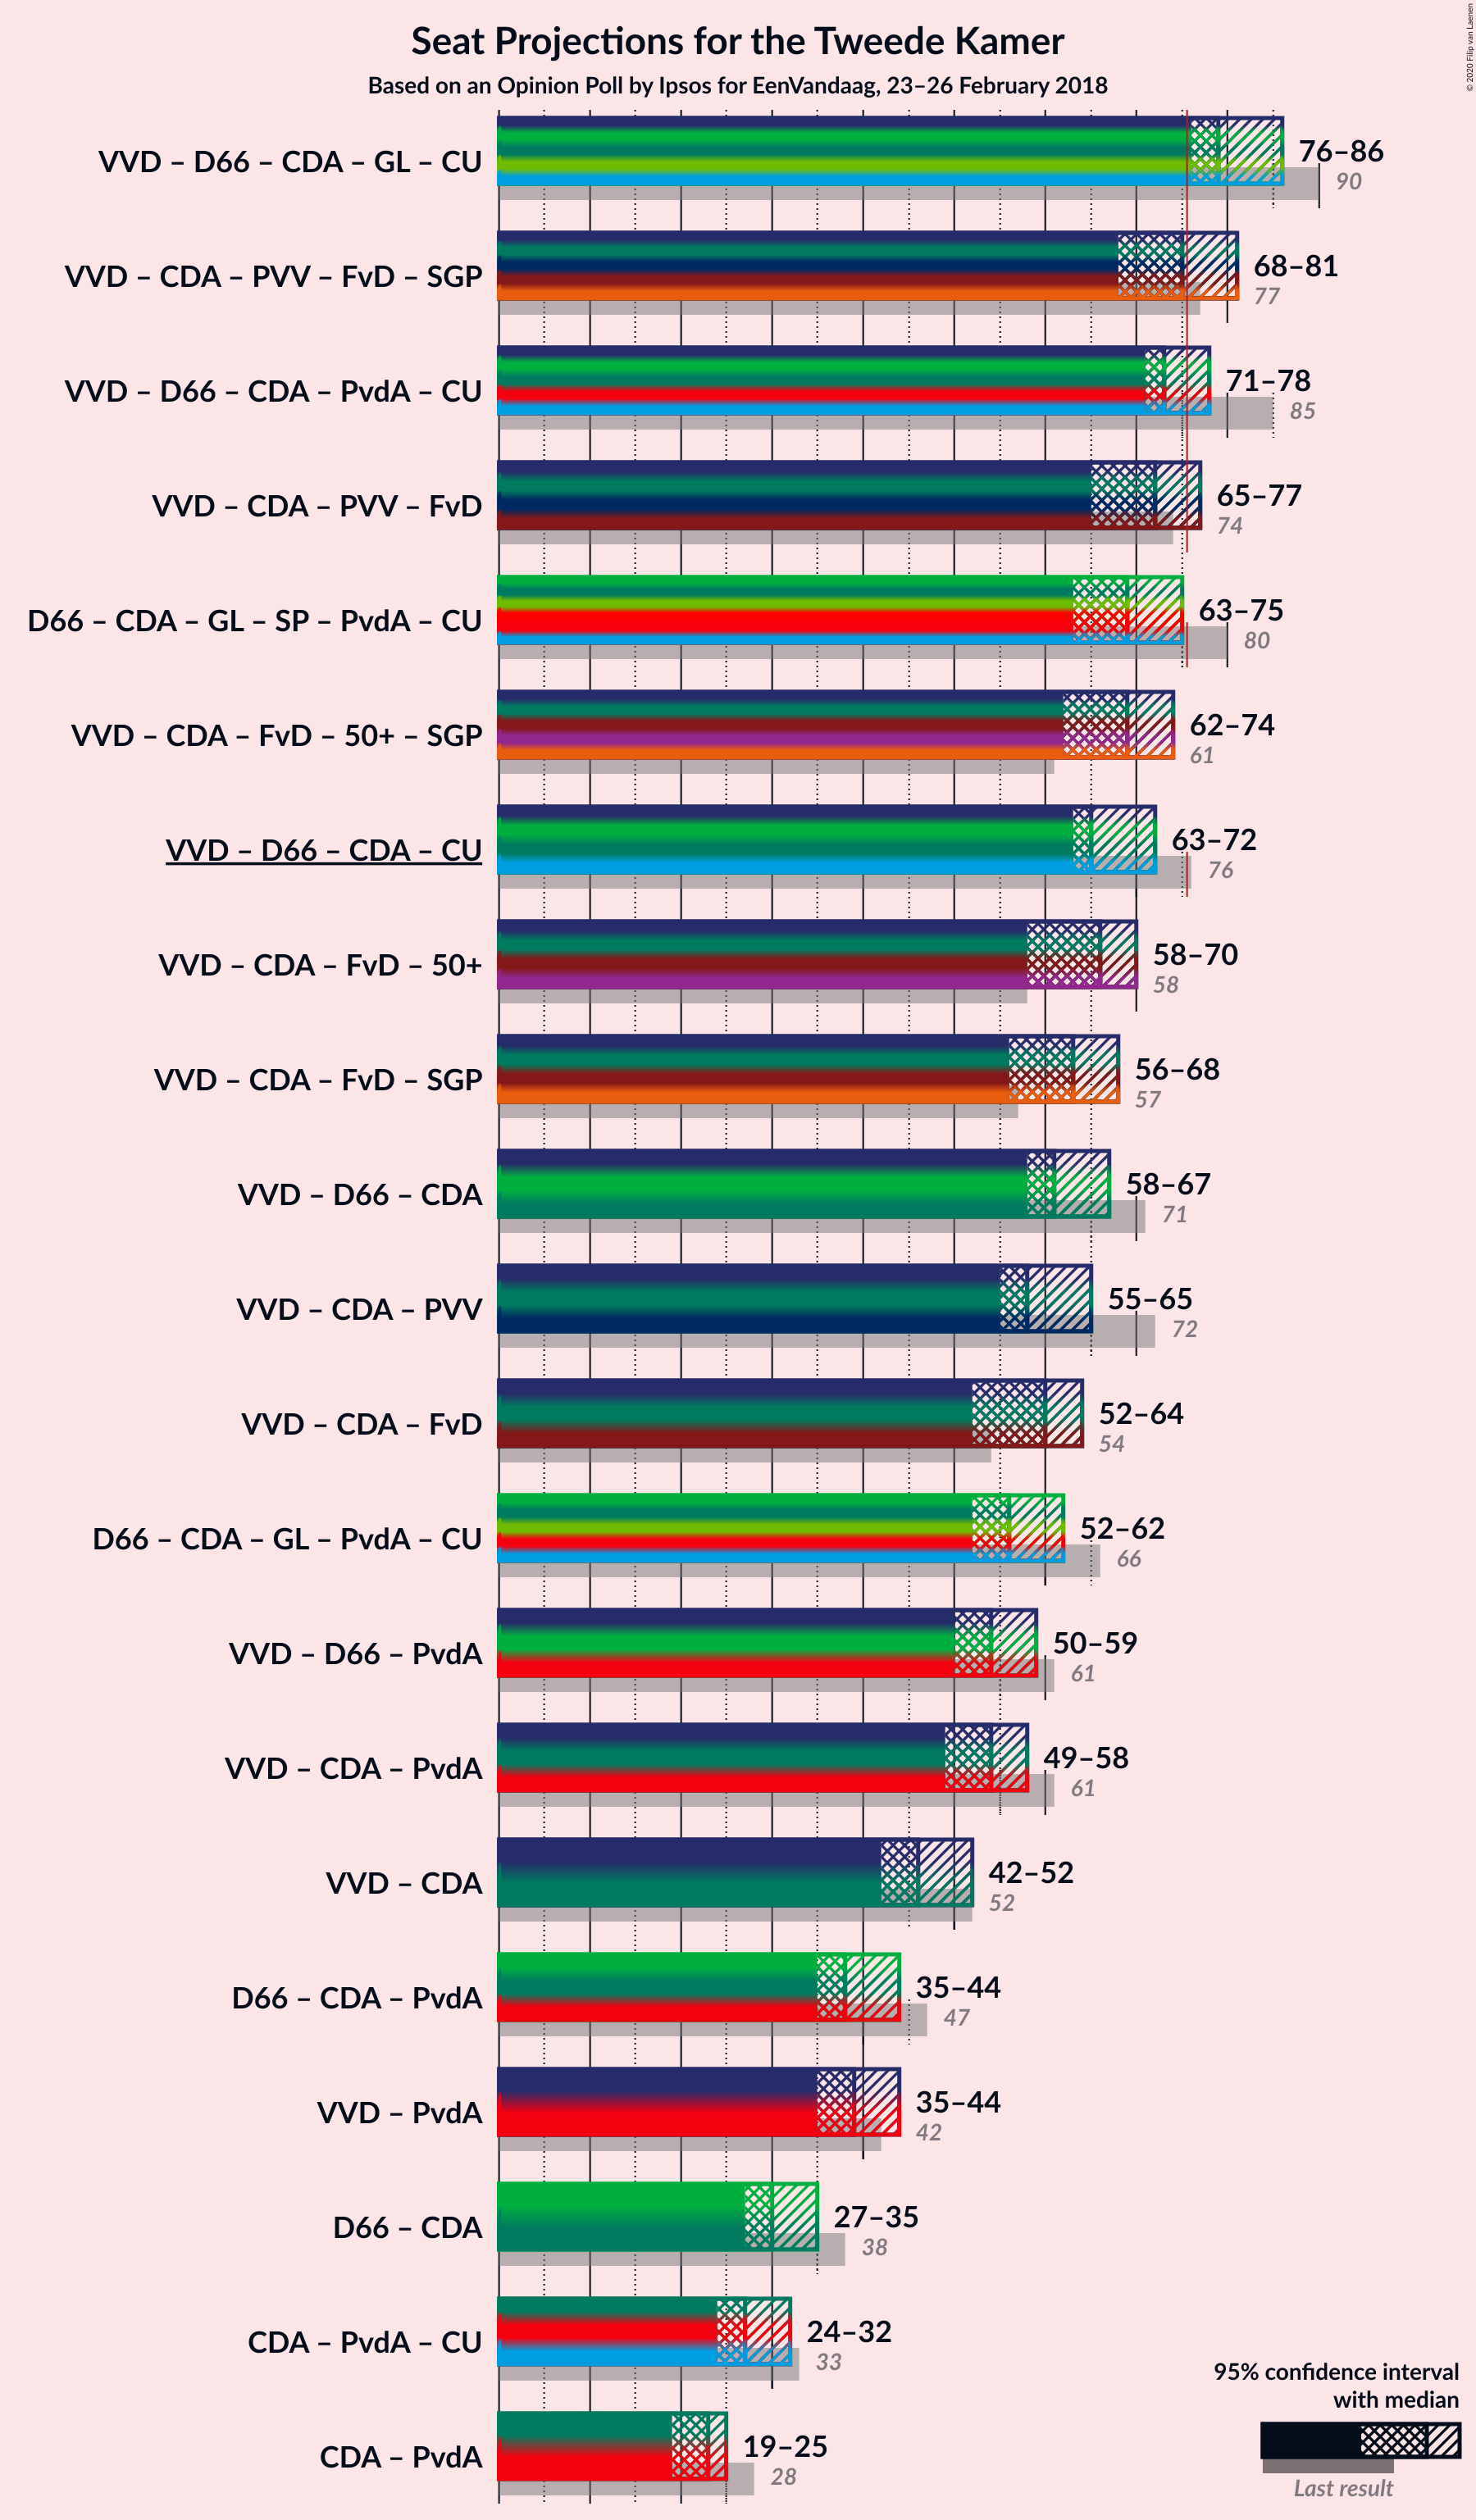 Seat Projections for the Tweede Kamer
Based on an Opinion Poll by Ipsos for EenVandaag, 23–26 February 2018
© 2020 Filip van Laenen
VVD – D66 – CDA – GL – CU
76–86
90
VVD – CDA – PVV – FvD – SGP
68–81
77
VVD – D66 – CDA – PvdA – CU
71–78
85
VVD – CDA – PVV – FvD
65–77
74
D66 – CDA – GL – SP – PvdA – CU
63–75
80
VVD – CDA – FvD – 50+ – SGP
62–74
61
VVD – D66 – CDA – CU
63–72
76
VVD – CDA – FvD – 50+
58–70
58
VVD – CDA – FvD – SGP
56–68
57
VVD – D66 – CDA
58–67
71
VVD – CDA – PVV
55–65
72
VVD – CDA – FvD
52–64
54
D66 – CDA – GL – PvdA – CU
52–62
66
VVD – D66 – PvdA
50–59
61
VVD – CDA – PvdA
49–58
61
VVD – CDA
42–52
52
D66 – CDA – PvdA
35–44
47
VVD – PvdA
35–44
42
D66 – CDA
27–35
38
CDA – PvdA – CU
24–32
33
CDA – PvdA
19–25
28
95% confidence interval
with median
Last result